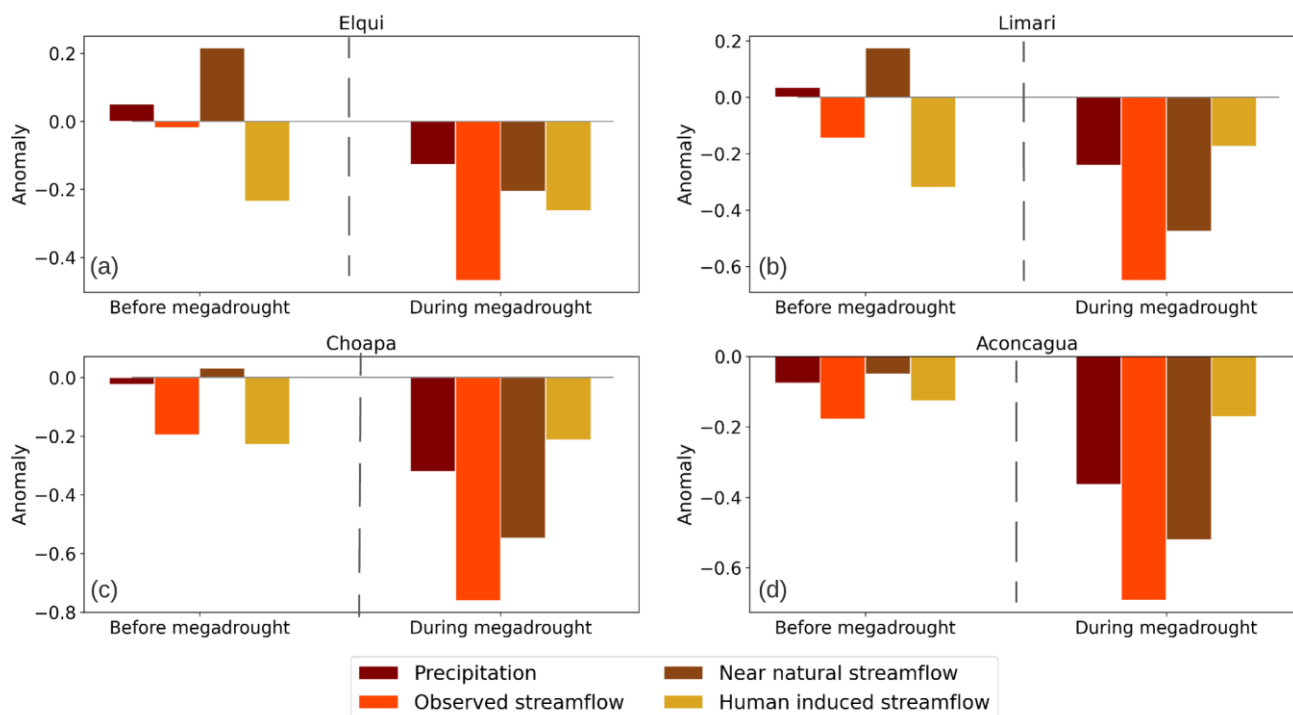 Elqui
0.2
0.0
−0.2
−0.4
Anomaly
(a)
Before megadrought During megadrought
Limari
0.2
0.0
−0.2
−0.4
−0.6
Anomaly
(b)
Before megadrought During megadrought
Choapa
0.0
−0.2
−0.4
−0.6
−0.8
Anomaly
(c)
Before megadrought During megadrought
Aconcagua
0.0
−0.2
−0.4
−0.6
Anomaly
(d)
Before megadrought During megadrought
Precipitation
Observed streamflow
Near natural streamflow
Human induced streamflow